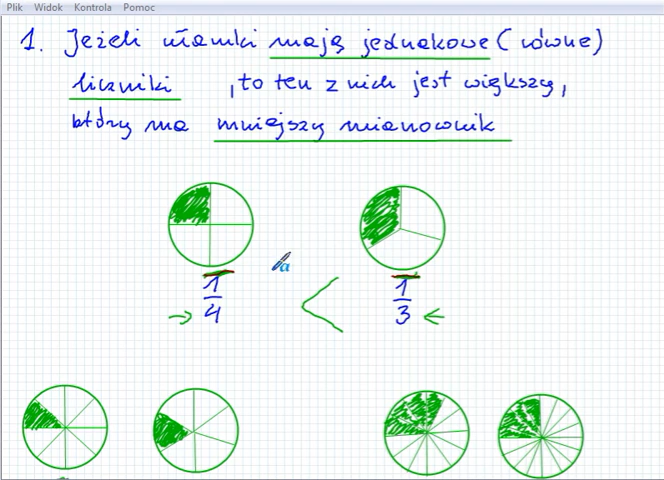 Plik Widok Kontrola Pomoc
1. Jeżeli ułamki mają jednakowe (równe)
liczniki , to ten z nich jest większy,
który ma mniejszy mianownik
1/4 < 1/3